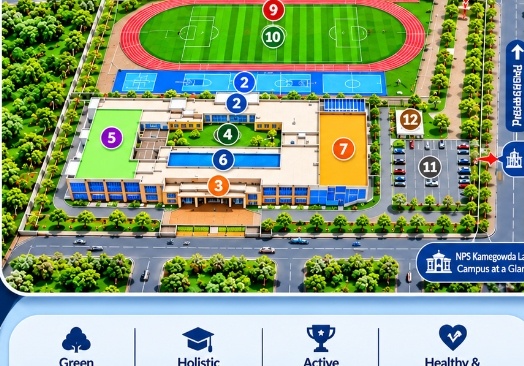 9
10
2
2
12
5
4
6
7
11
3
NPS Kamegowda La
Campus at a Glan
Green
Holistic
Active
Healthy &